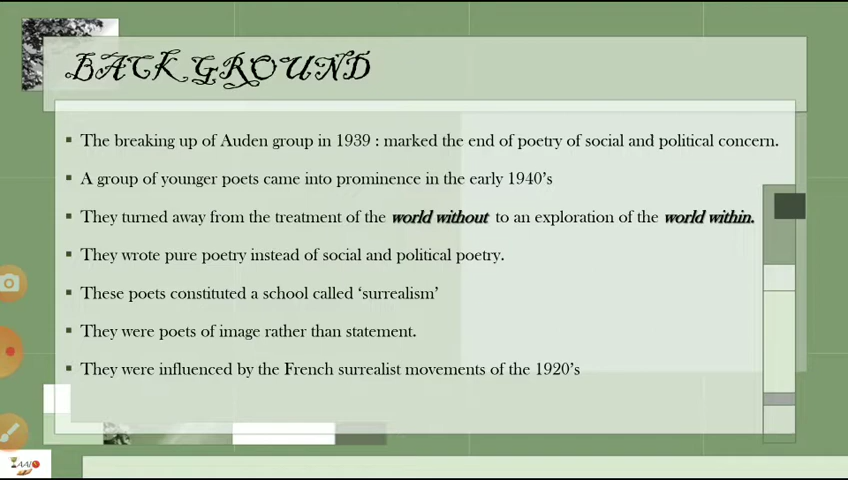 BACK GROUND
The breaking up of Auden group in 1939 : marked the end of poetry of social and political concern.
A group of younger poets came into prominence in the early 1940's
They turned away from the treatment of the world without to an exploration of the world within.
They wrote pure poetry instead of social and political poetry.
These poets constituted a school called ‘surrealism’
They were poets of image rather than statement.
They were influenced by the French surrealist movements of the 1920's